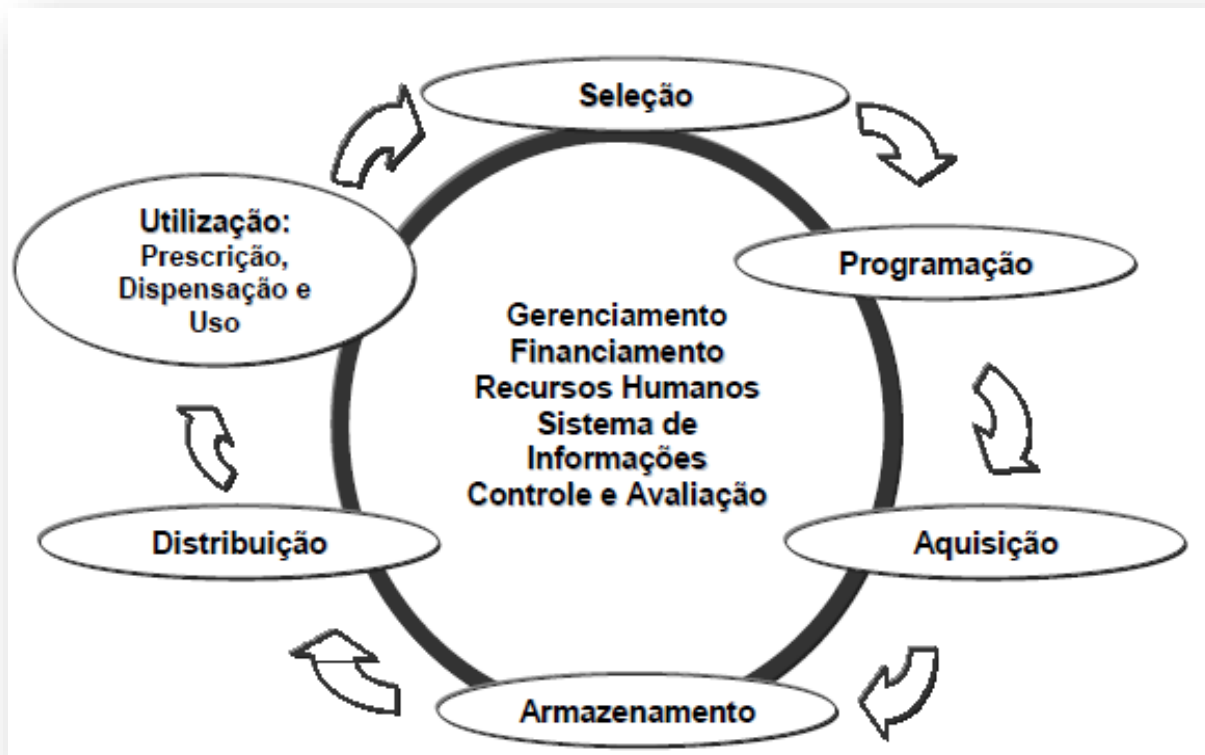 Seleção
Programação
Aquisição
Armazenamento
Distribuição
Utilização:
Prescrição,
Dispensação e
Uso
Gerenciamento
Financiamento
Recursos Humanos
Sistema de
Informações
Controle e Avaliação